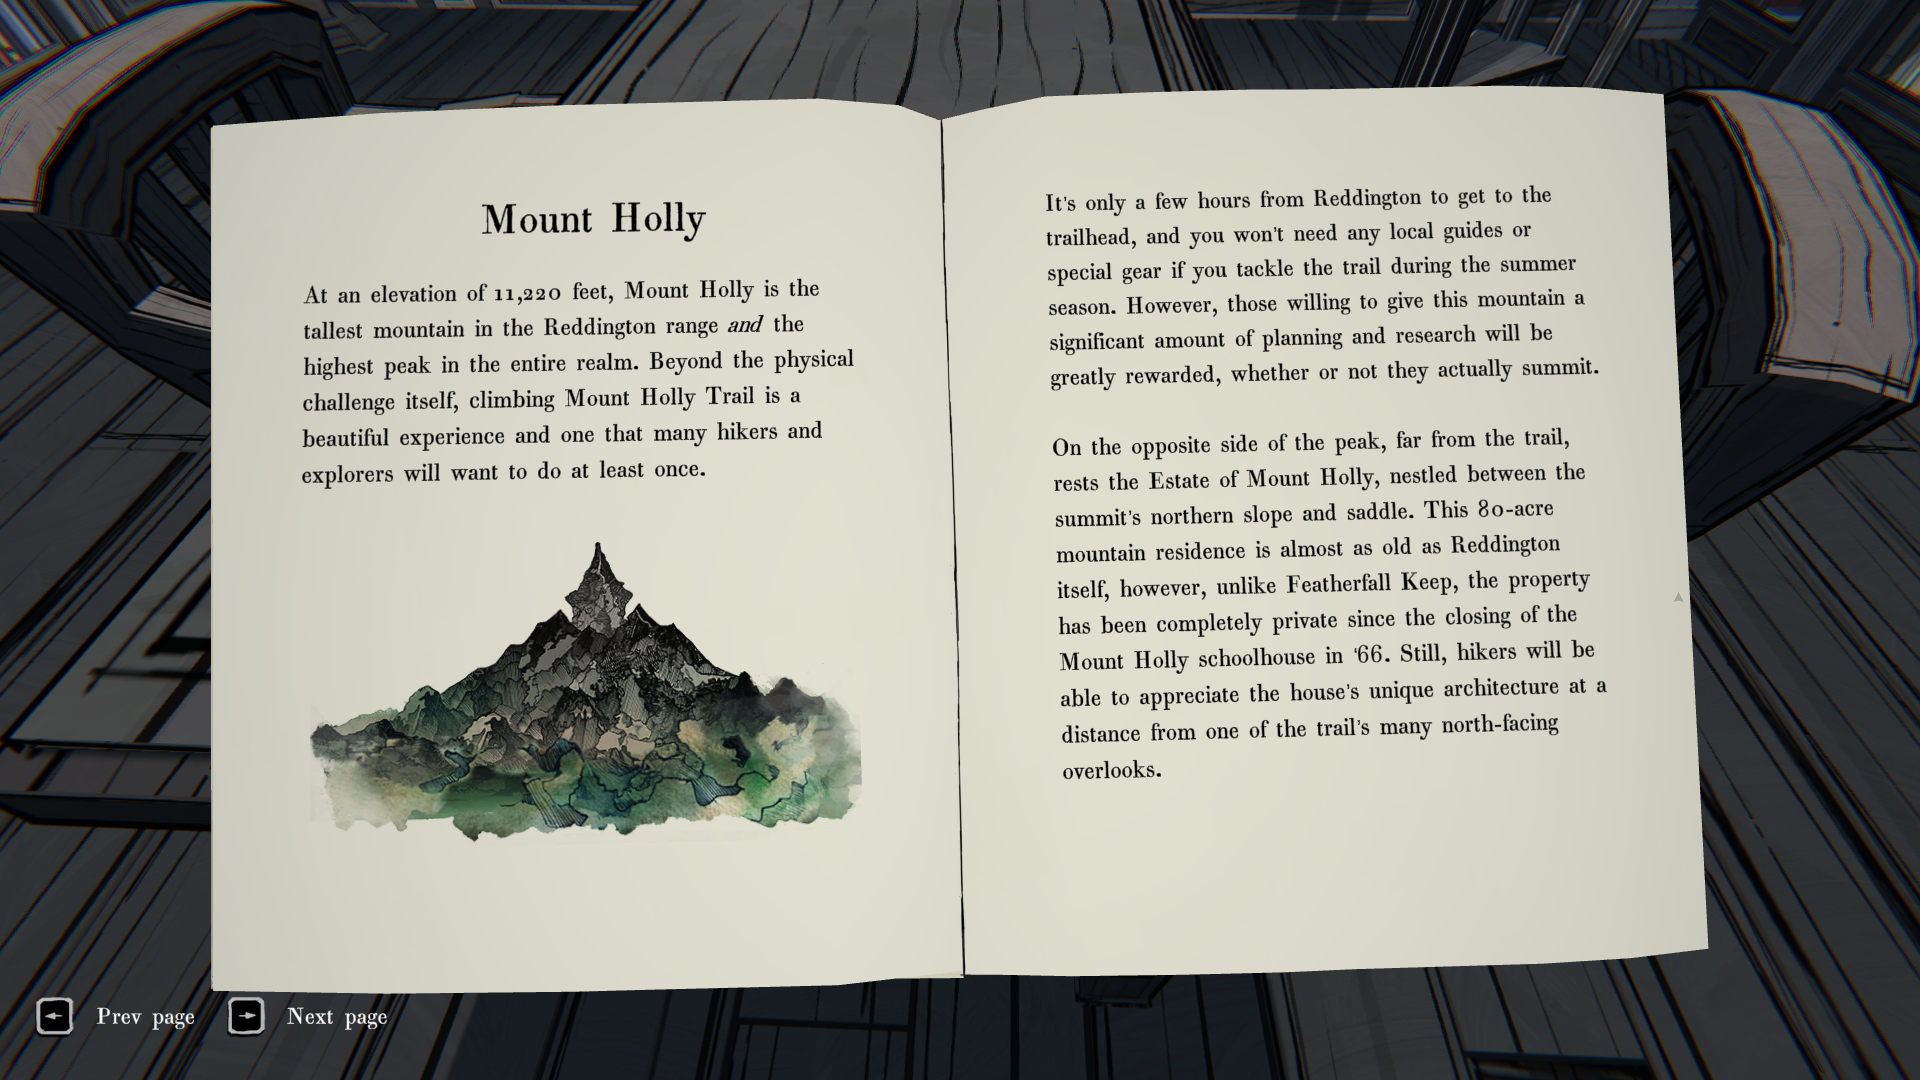 Mount Holly
At an elevation of 11,220 feet, Mount Holly is the
tallest mountain in the Reddington range and the
highest peak in the entire realm. Beyond the physical
challenge itself, climbing Mount Holly Trail is a
beautiful experience and one that many hikers and
explorers will want to do at least once.
It's only a few hours from Reddington to get to the
trailhead, and you won't need any local guides or
special gear if you tackle the trail during the summer
season. However, those willing to give this mountain a
significant amount of planning and research will be
greatly rewarded, whether or not they actually summit.
On the opposite side of the peak, far from the trail,
rests the Estate of Mount Holly, nestled between the
summit's northern slope and saddle. This 80-acre
mountain residence is almost as old as Reddington
itself, however, unlike Featherfall Keep, the property
has been completely private since the closing of the
Mount Holly schoolhouse in '66. Still, hikers will be
able to appreciate the house's unique architecture at a
distance from one of the trail's many north-facing
overlooks.
Prev page
Next page